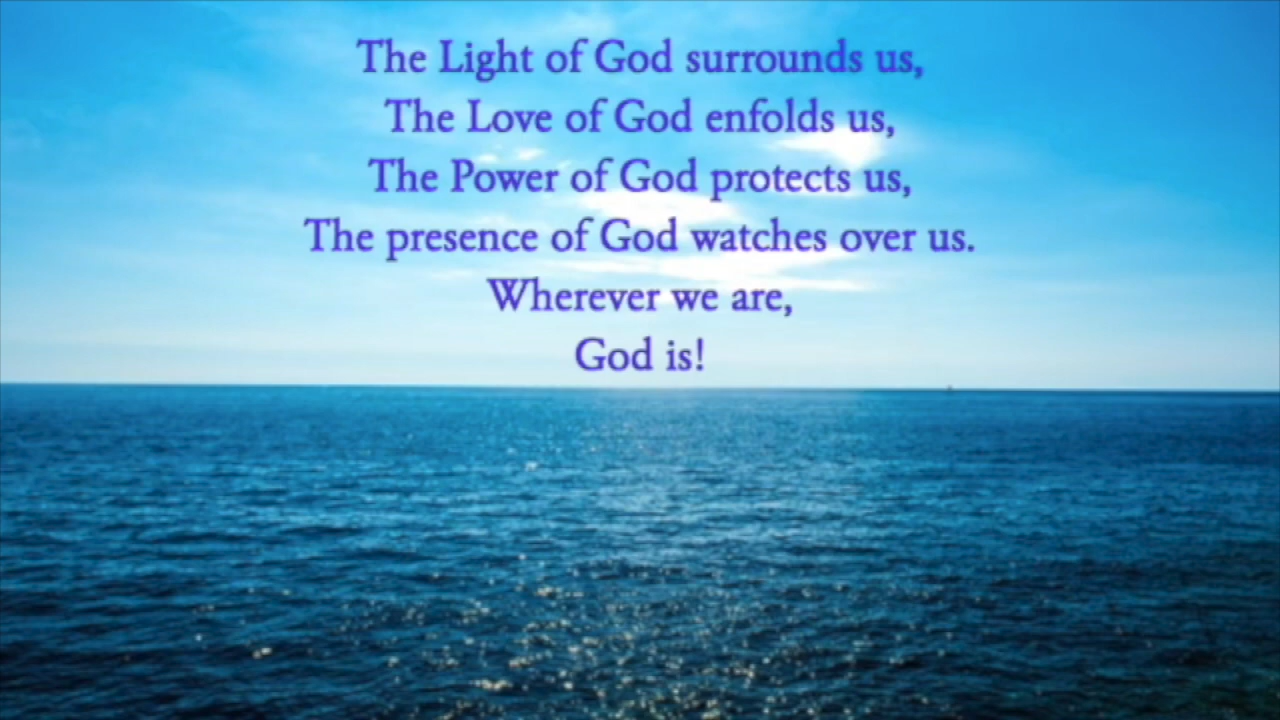 The Light of God surrounds us,
The Love of God enfolds us,
The Power of God protects us,
The presence of God watches over us.
Wherever we are,
God is!